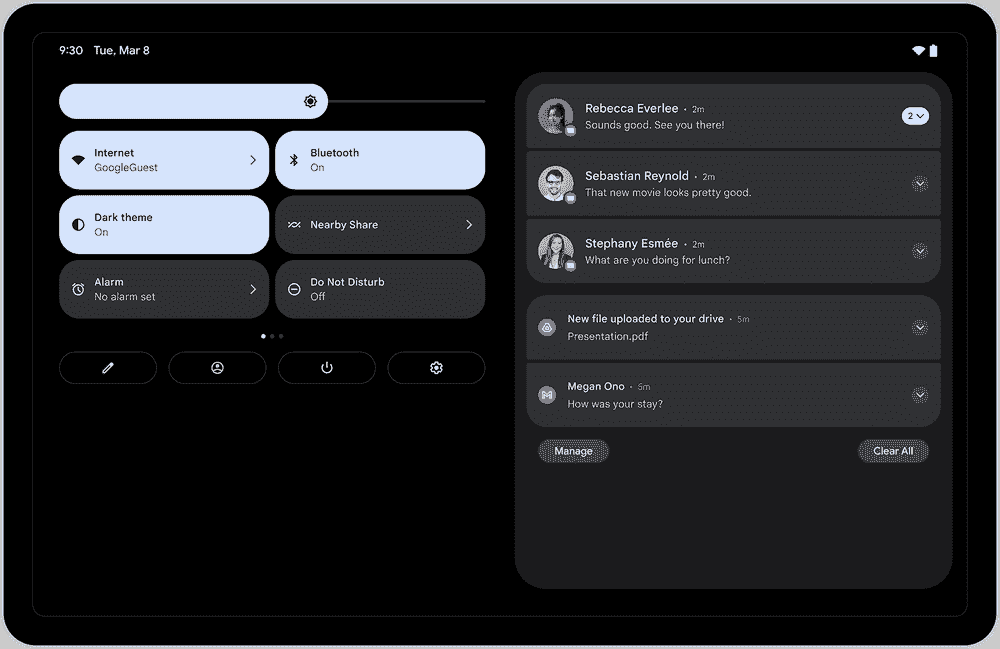 9:30 Tue, Mar 8
Internet
GoogleGuest
Bluetooth
On
Dark theme
On
Nearby Share
Alarm
No alarm set
Do Not Disturb
Off
Rebecca Everlee · 2m
Sounds good. See you there!
2
Sebastian Reynold · 2m
That new movie looks pretty good.
Stephany Esmée · 2m
What are you doing for lunch?
New file uploaded to your drive · 5m
Presentation.pdf
Megan Ono · 5m
How was your stay?
Manage
Clear All